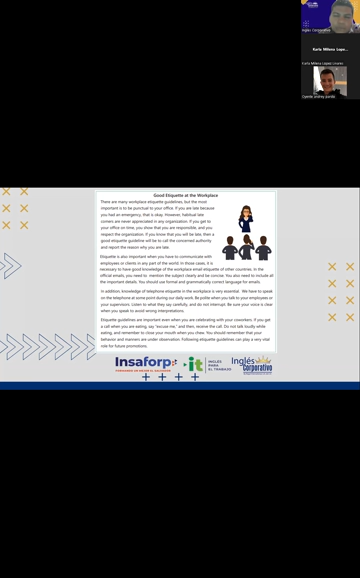 Inglés Corporativo
Karla Milena Lope...
Karla Milena Lopez
Good Etiquette at the Workplace
There are many workplace etiquette guidelines, but the most
important is to be punctual to your office. If you are late because
you had an emergency, that is okay. However, habitual late
comers are never appreciated in any organization. If you get to
your office on time; you show that you are responsible, and you
respect the organization. If you know that you will be late, then a
good etiquette guideline will be to call the concerned authority
and report the reason why you are late.
Etiquette is also important when you have to communicate with
employees or clients in any part of the world. In those cases, it is
necessary to have good knowledge of the workplace email etiquette of other countries. In the
official emails, you need to mention the subject clearly and be concise. You also need to include all
the important details. You should use formal and grammatically correct language for emails.
In addition, knowledge of telephone etiquette in the workplace is very essential. We have to speak
on the telephone at some point during our daily work. Be polite when you talk to your employees or
your supervisors. Listen to what they say carefully, and do not interrupt. Be sure your voice is clear
when you speak to avoid wrong interpretations.
Etiquette guidelines are important even when you are celebrating with your coworkers. If you get
a call when you are eating, say "excuse me," and then, receive the call. Do not talk loudly while
eating, and remember to close your mouth when you chew. You should remember that your
behavior and manners are under observation. Following etiquette guidelines can play a very vital
role for future promotions.
Insaforp
it
INGLÉS
PARA
EL TRABAJO
Inglés
Corporativo